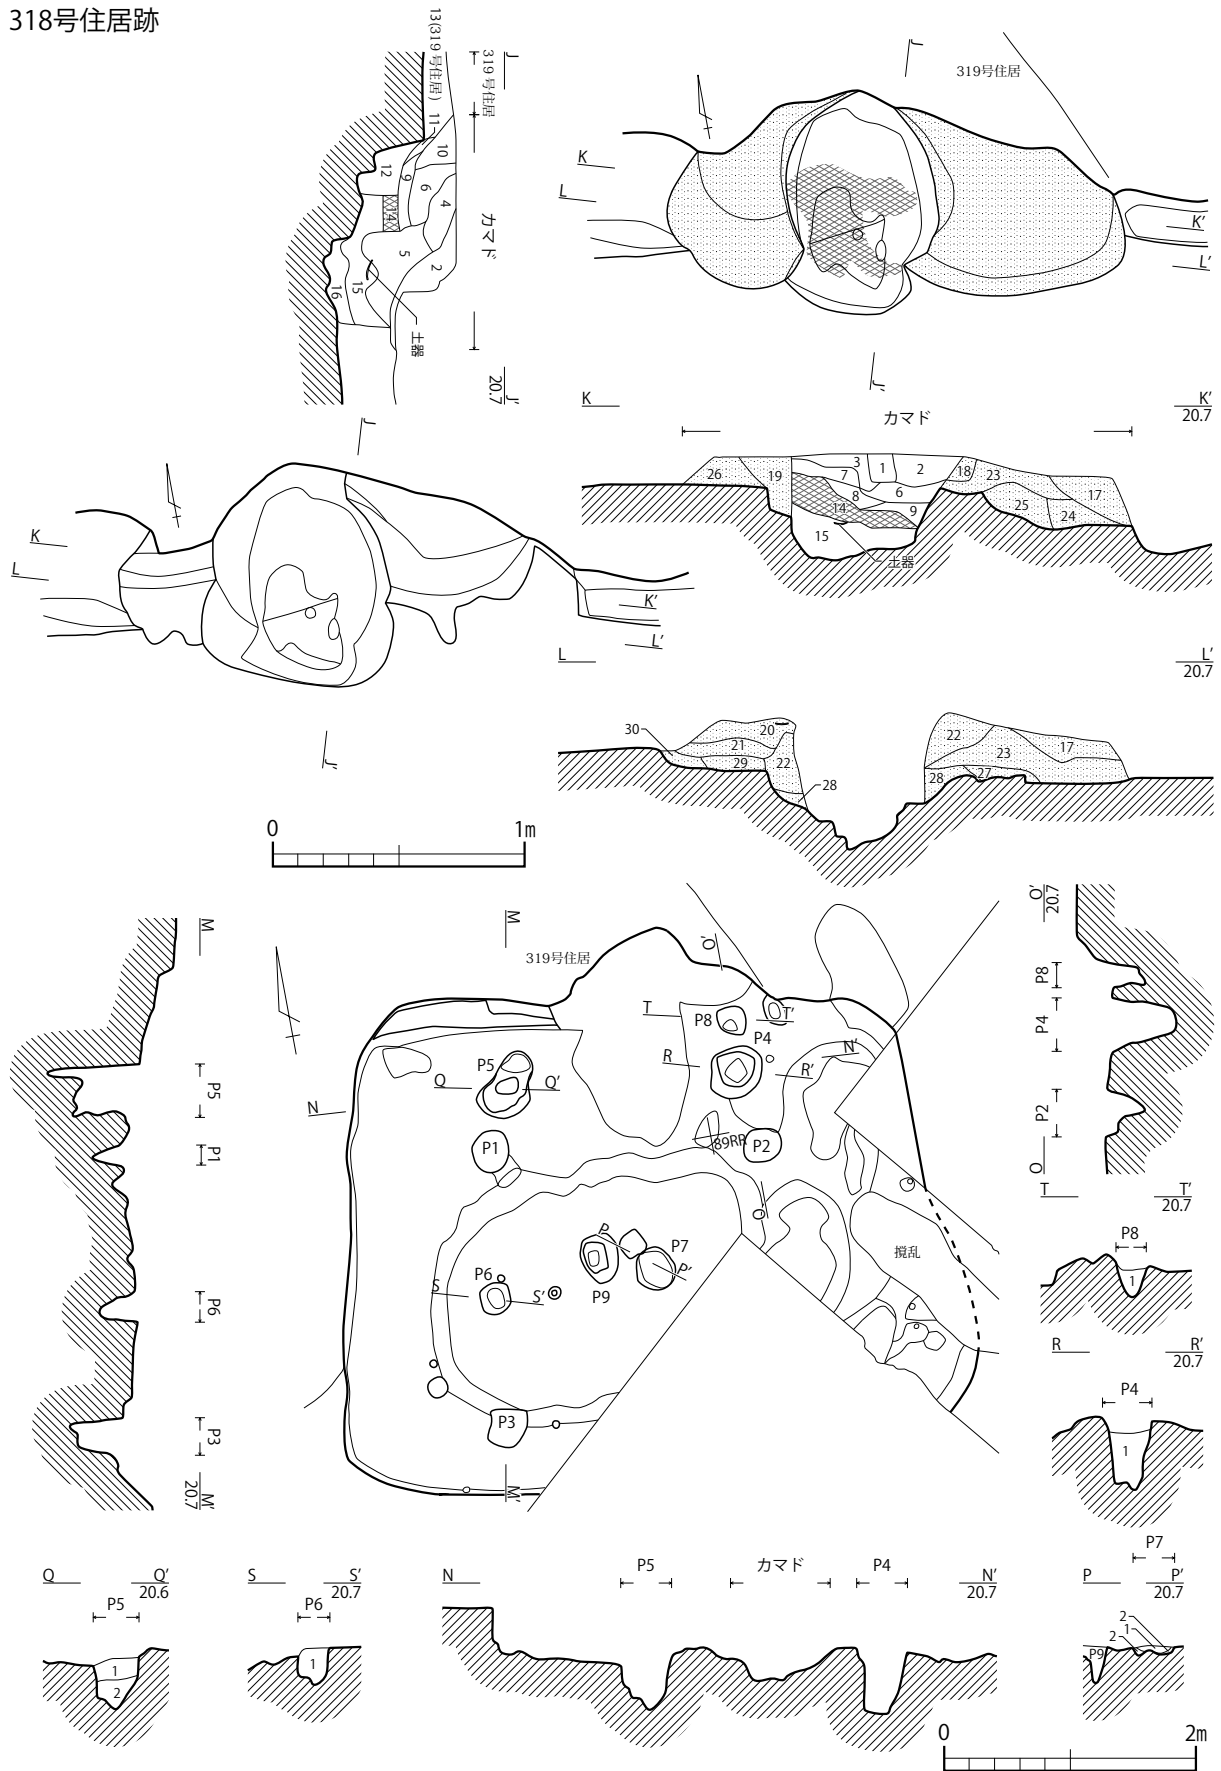 318号住居跡
13(319号住居)
319号住居
J
11
10
12
9
6
4
14
5
2
15
16
カマド
土器
J'
20.7
J
319号住居
K
L
K'
L'
J'
K
カマド
K'
20.7
26
19
3
1
2
7
8
6
14
9
15
18
23
17
25
24
土器
J
K
L
K'
L'
J'
L
L'
20.7
30
20
21
29
22
28
22
23
17
28
27
0
1m
M
P5
P1
P6
P3
M'
20.7
M
319号住居
O'
T
P8
T'
P4
R
R'
N'
P5
Q
Q'
N
P1
89RR
P2
P
P7
P'
P9
S
P6
S'
P3
撹乱
M'
O'
20.7
P8
P4
P2
O
T
T'
20.7
P8
1
R
R'
20.7
P4
1
Q
Q'
20.6
P5
1
2
S
S'
20.7
P6
1
N
P5
カマド
P4
N'
20.7
P7
P
P'
20.7
2
1
2
P9
0
2m